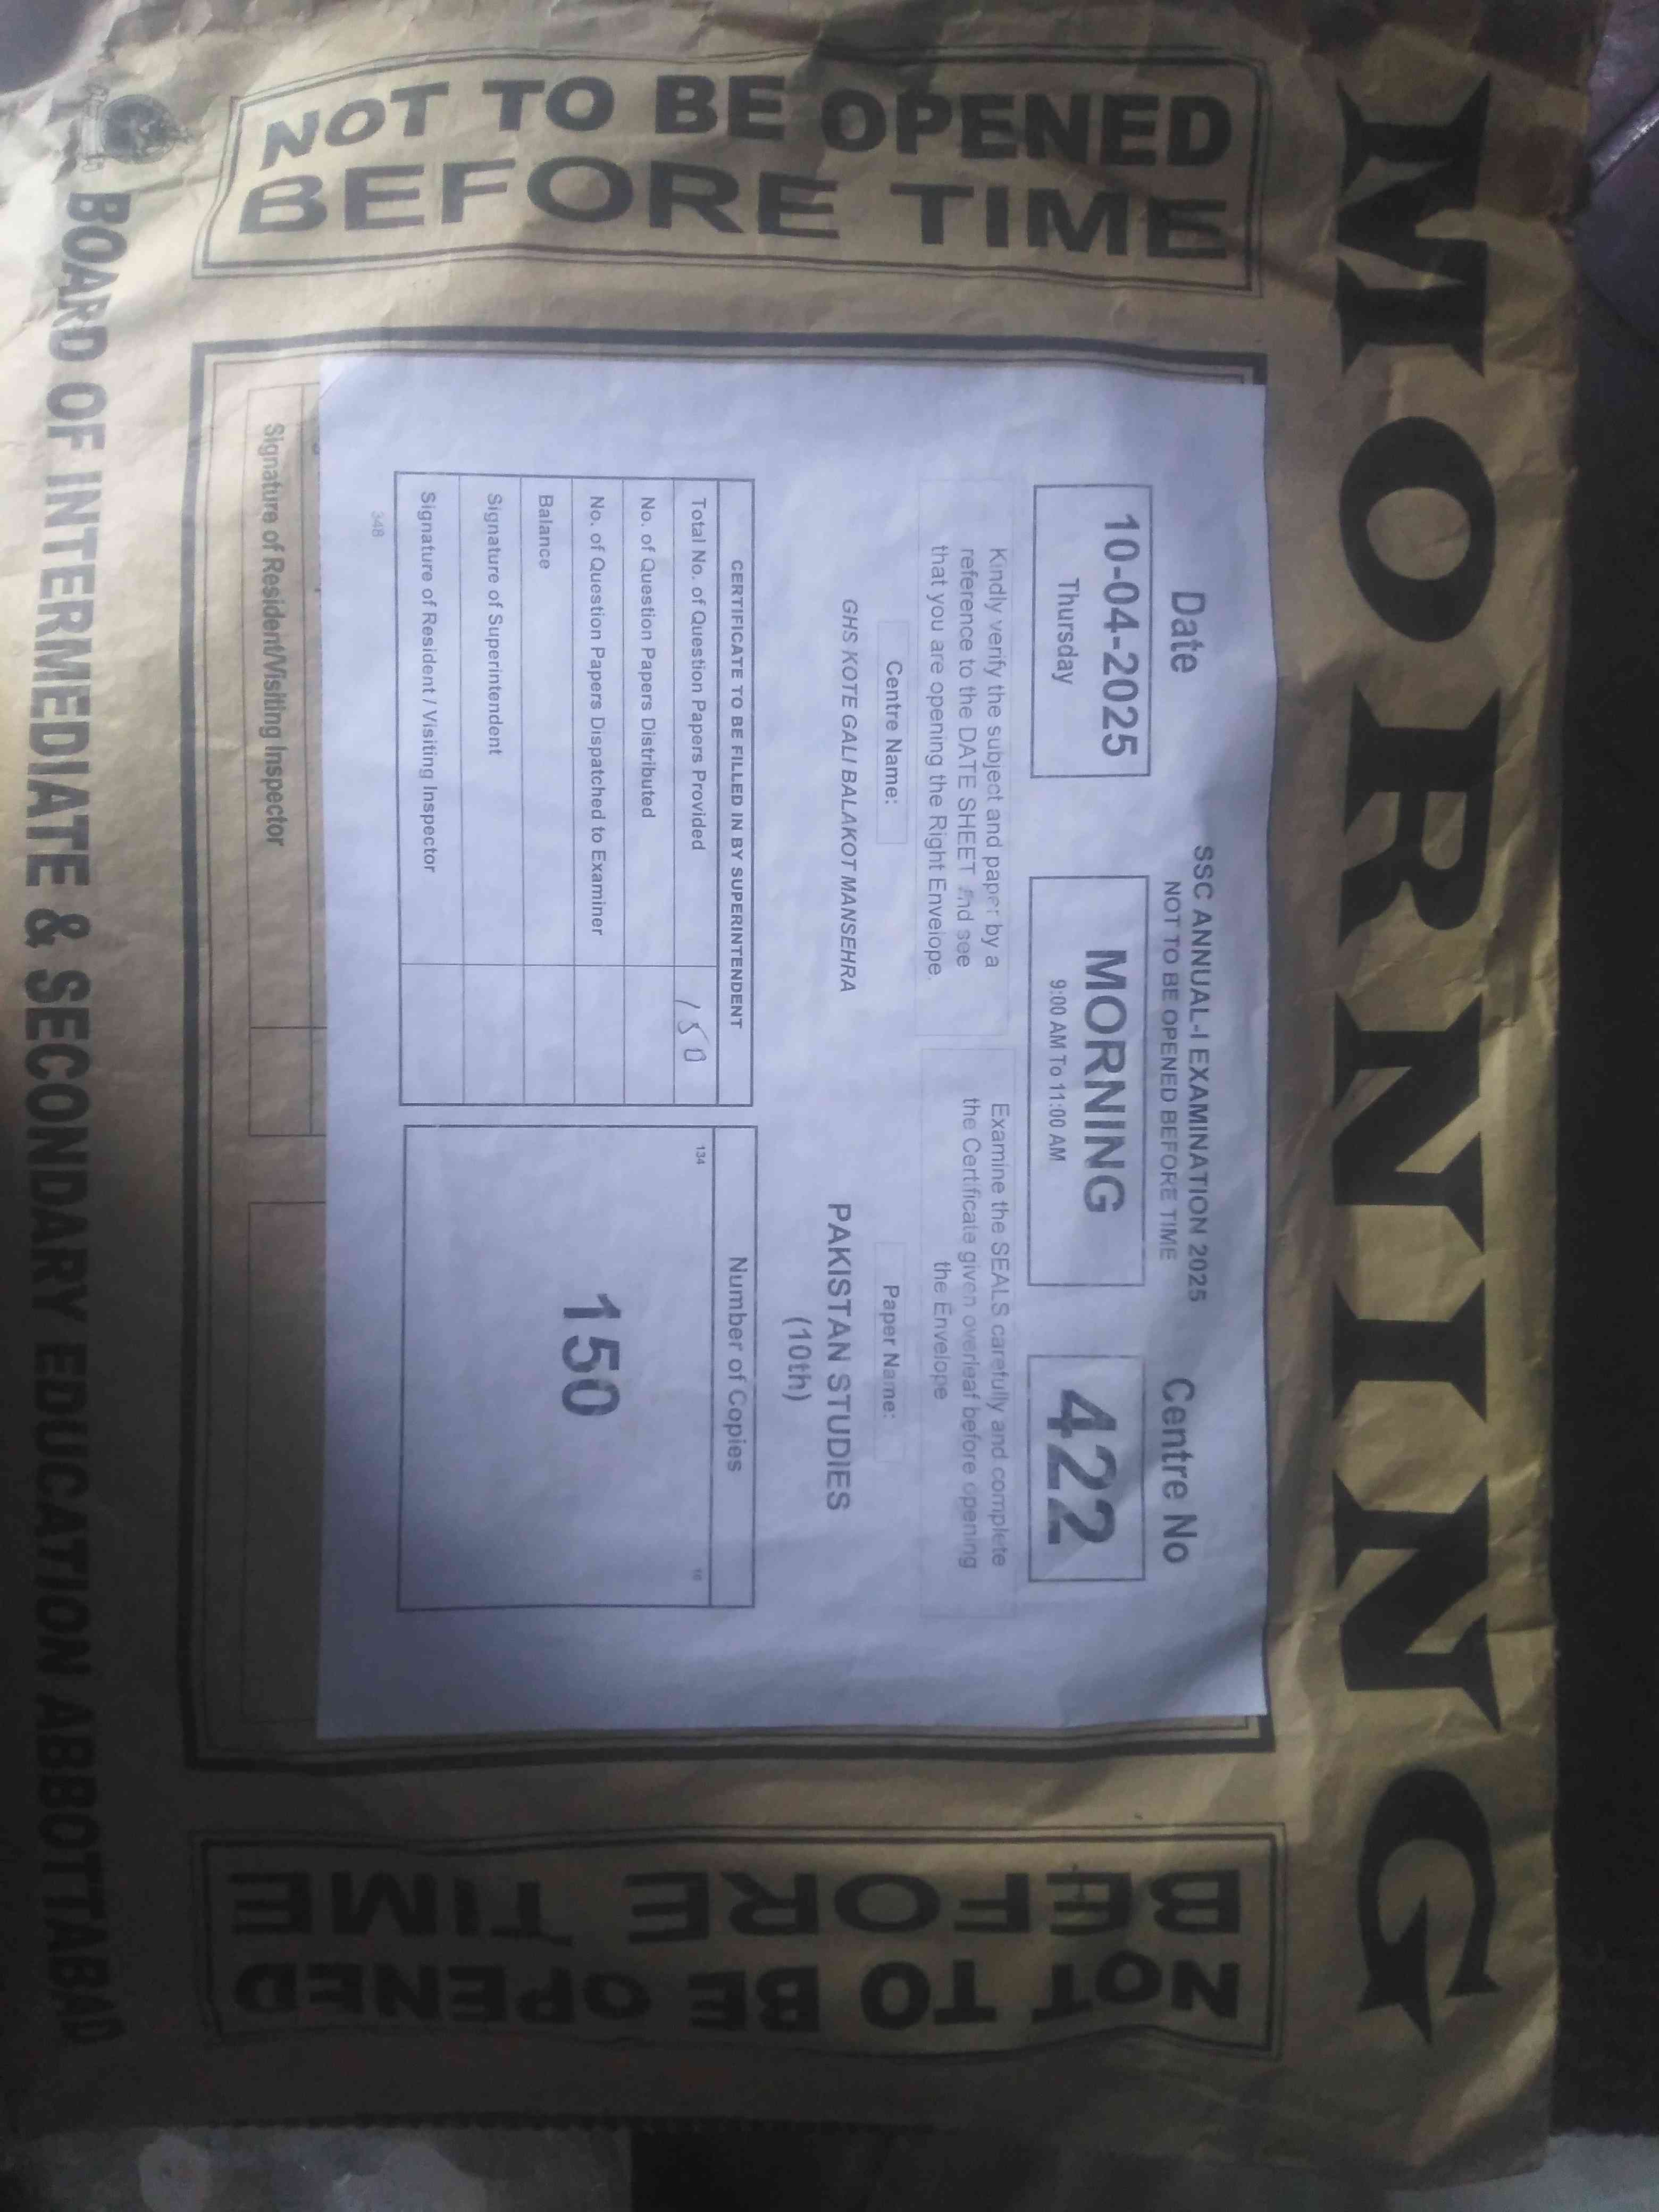 MORNING
NOT TO BE OPENED
BEFORE TIME
SSC ANNUAL-I EXAMINATION 2025
NOT TO BE OPENED BEFORE TIME
Date
10-04-2025
Thursday
MORNING
9:00 AM To 11:00 AM
Centre No
422
Kindly verify the subject and paper by a
reference to the DATE SHEET and see
that you are opening the Right Envelope
Examine the SEALS carefully and complete
the Certificate given overleaf before opening
the Envelope
Centre Name:
GHS KOTE GALI BALAKOT MANSEHRA
Paper Name:
PAKISTAN STUDIES
(10th)
CERTIFICATE TO BE FILLED IN BY SUPERINTENDENT
Total No. of Question Papers Provided 150
No. of Question Papers Distributed
No. of Question Papers Dispatched to Examiner
Balance
Signature of Superintendent
Signature of Resident / Visiting Inspector
348
Number of Copies
134
150
Signature of Resident/Visiting Inspector
NOT TO BE OPENED
BEFORE TIME
BOARD OF INTERMEDIATE & SECONDARY EDUCATION ABBOTTABAD